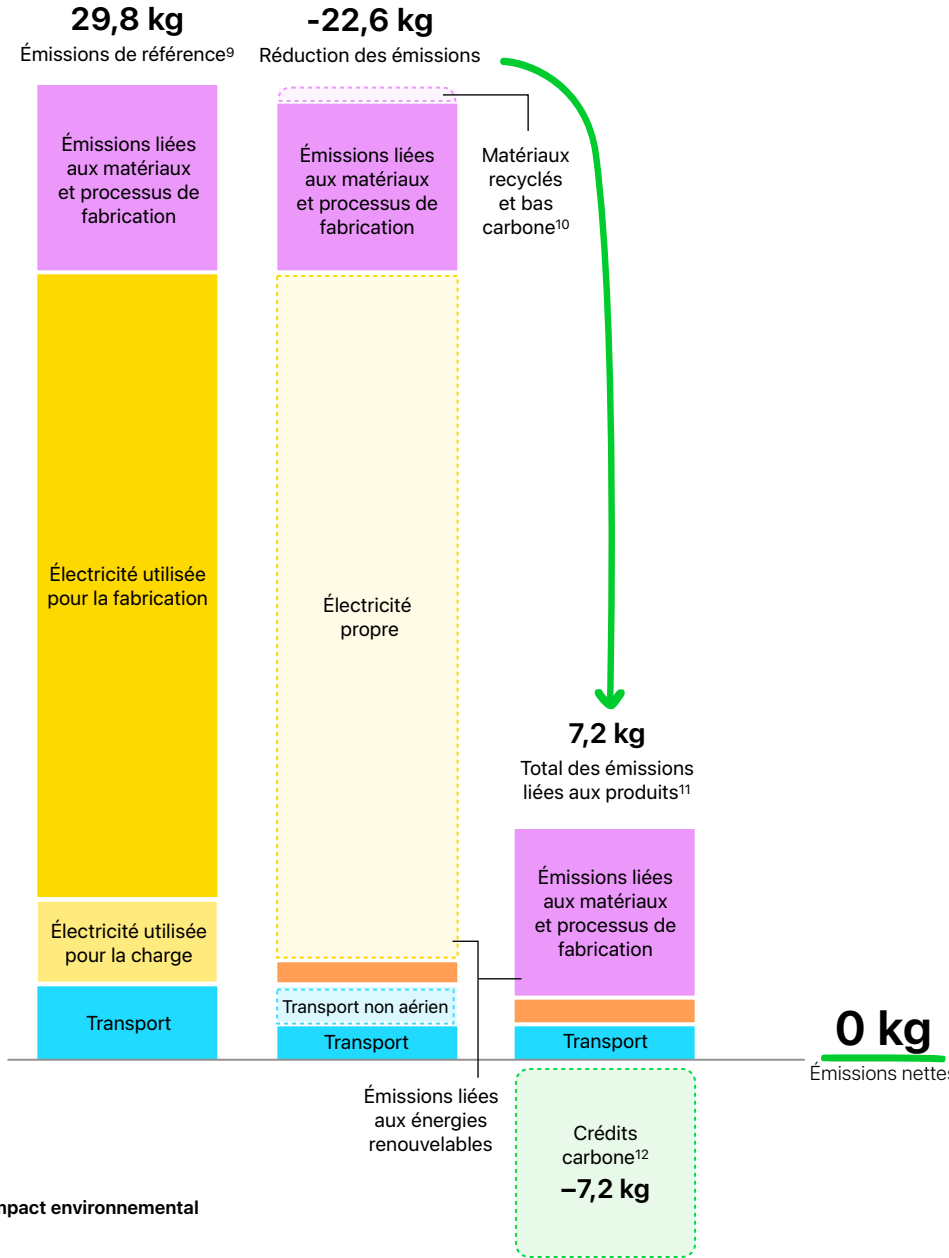 29,8 kg
Émissions de référence⁹
Émissions liées
aux matériaux
et processus de
fabrication
Électricité utilisée
pour la fabrication
Électricité utilisée
pour la charge
Transport
-22,6 kg
Réduction des émissions
Émissions liées
aux matériaux
et processus de
fabrication
Matériaux
recyclés
et bas
carbone¹⁰
Électricité
propre
Transport non aérien
Transport
Émissions liées
aux énergies
renouvelables
7,2 kg
Total des émissions
liées aux produits¹¹
Émissions liées
aux matériaux
et processus de
fabrication
Transport
Crédits
carbone¹²
–7,2 kg
0 kg
Émissions nettes
mpact environnemental